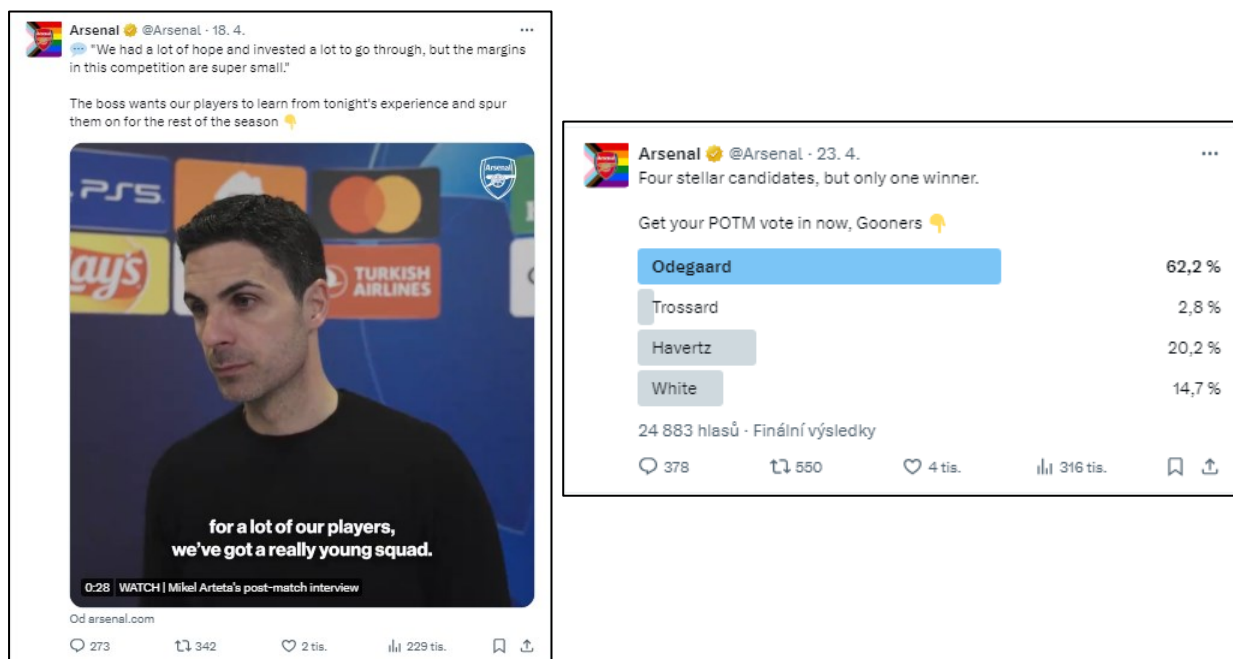 Arsenal @Arsenal · 18. 4.
💬 "We had a lot of hope and invested a lot to go through, but the margins
in this competition are super small."
The boss wants our players to learn from tonight's experience and spur
them on for the rest of the season 👇
Arsenal
PS5
Lay's
TURKISH
AIRLINES
for a lot of our players,
we've got a really young squad.
0:28 WATCH | Mikel Arteta's post-match interview
Od arsenal.com
273 342 2 tis. 229 tis.
Arsenal @Arsenal · 23. 4.
Four stellar candidates, but only one winner.
Get your POTM vote in now, Gooners 👇
Odegaard 62,2 %
Trossard 2,8 %
Havertz 20,2 %
White 14,7 %
24 883 hlasů · Finální výsledky
378 550 4 tis. 316 tis.